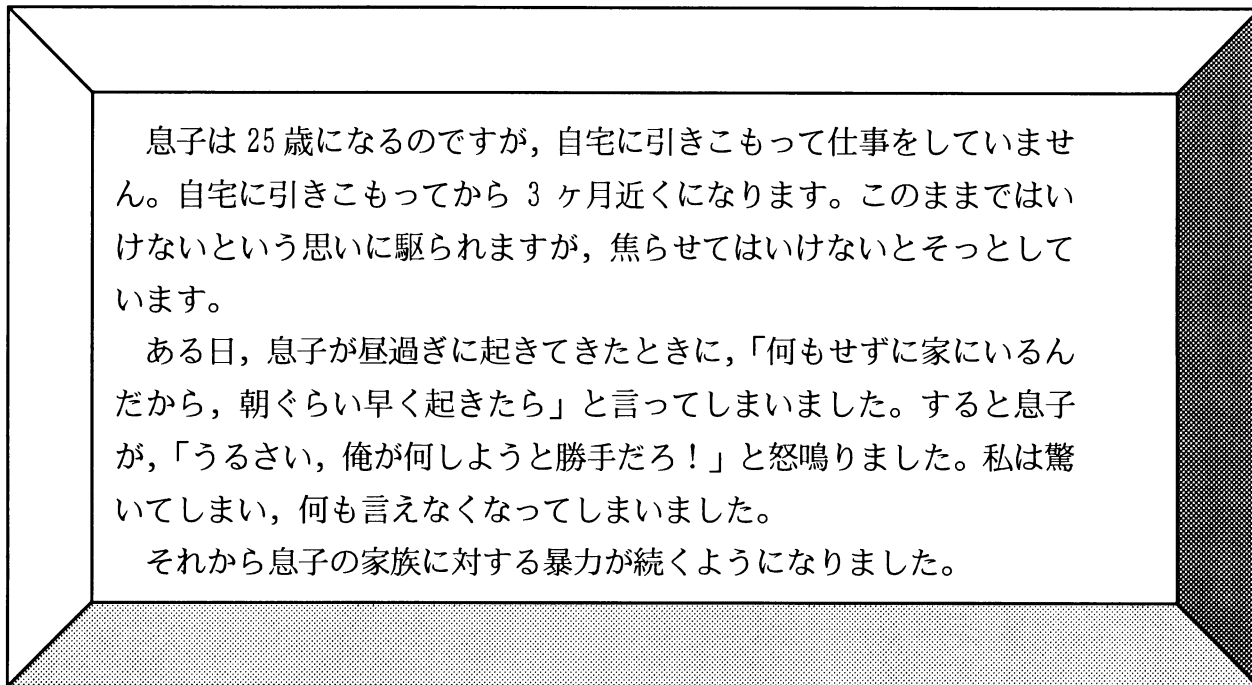 息子は 25 歳になるのですが，自宅に引きこもって仕事をしていませ
ん。自宅に引きこもってから 3 ヶ月近くになります。このままではい
けないという思いに駆られますが，焦らせてはいけないとそっとして
います。
ある日，息子が昼過ぎに起きてきたときに，「何もせずに家にいるん
だから，朝ぐらい早く起きたら」と言ってしまいました。すると息子
が，「うるさい，俺が何しようと勝手だろ！」と怒鳴りました。私は驚
いてしまい，何も言えなくなってしまいました。
それから息子の家族に対する暴力が続くようになりました。